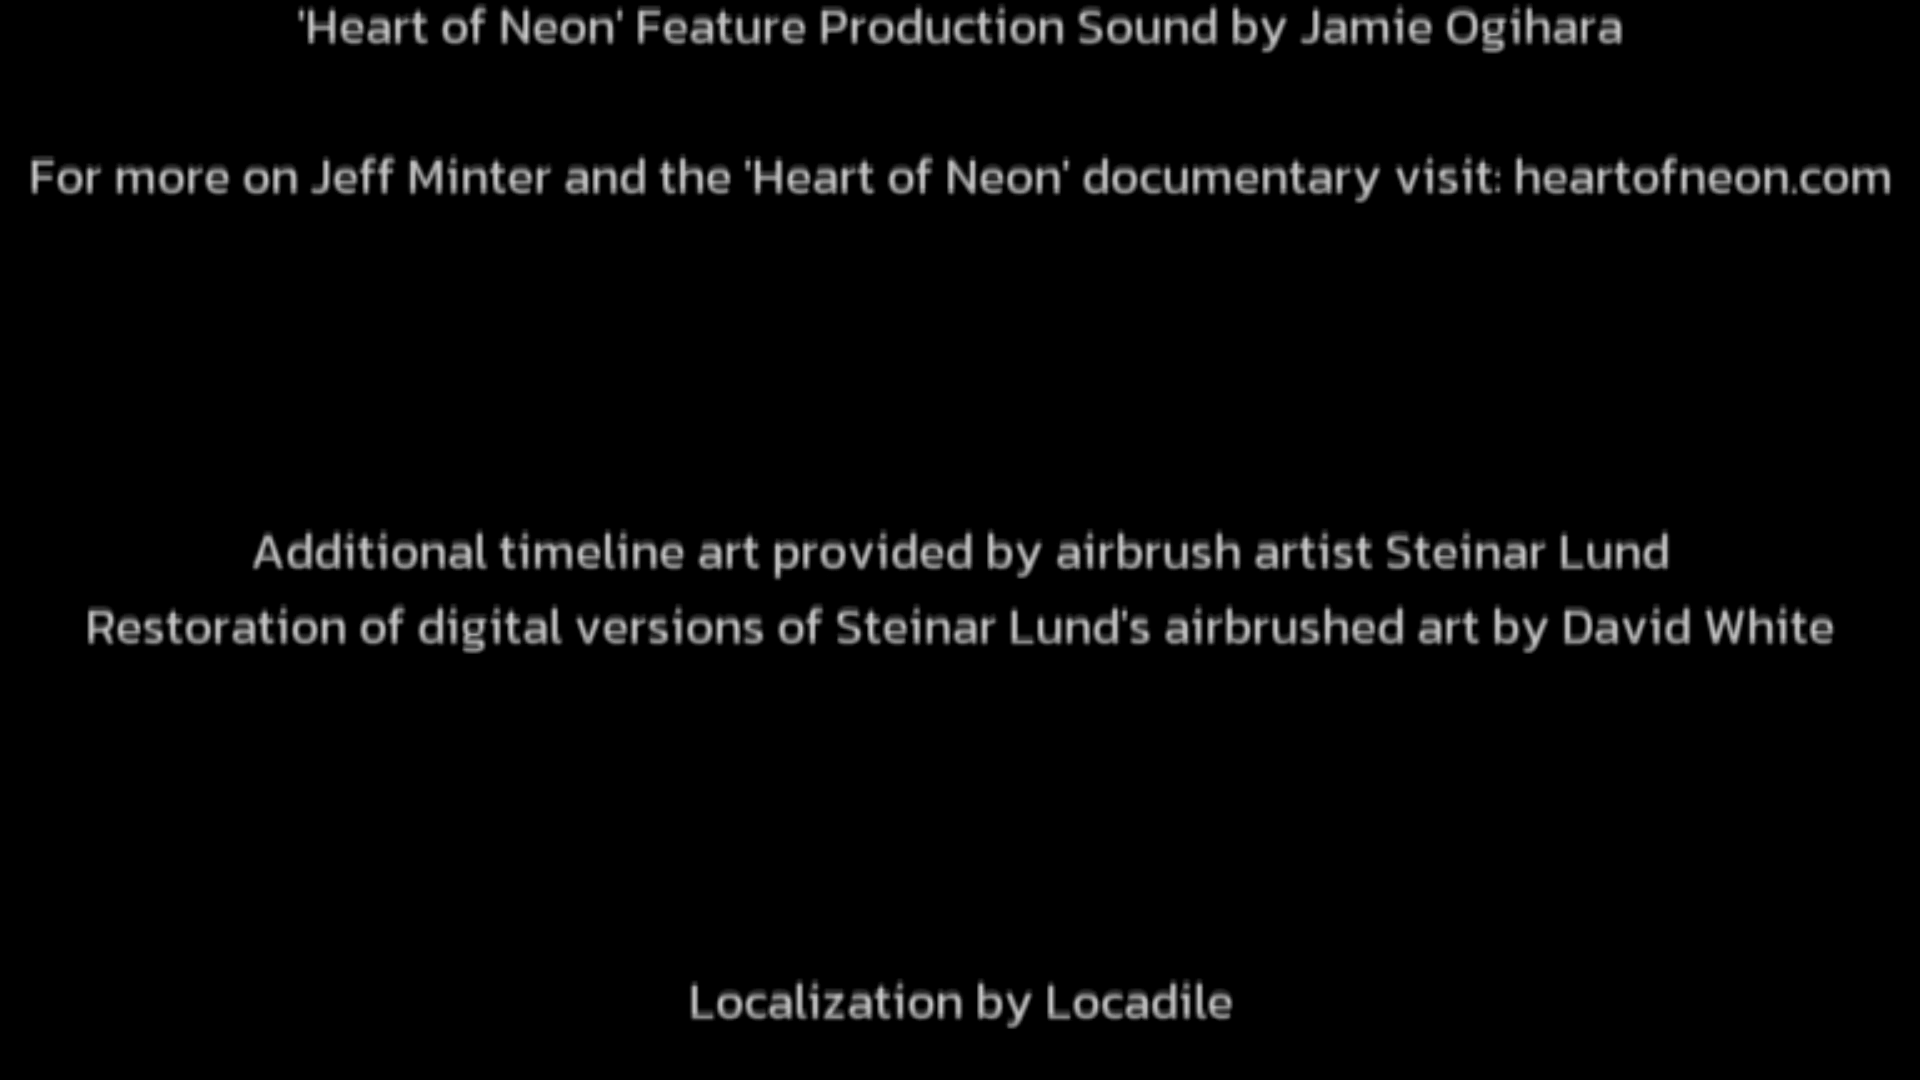 'Heart of Neon' Feature Production Sound by Jamie Ogihara
For more on Jeff Minter and the 'Heart of Neon' documentary visit: heartofneon.com
Additional timeline art provided by airbrush artist Steinar Lund
Restoration of digital versions of Steinar Lund's airbrushed art by David White
Localization by Locadile